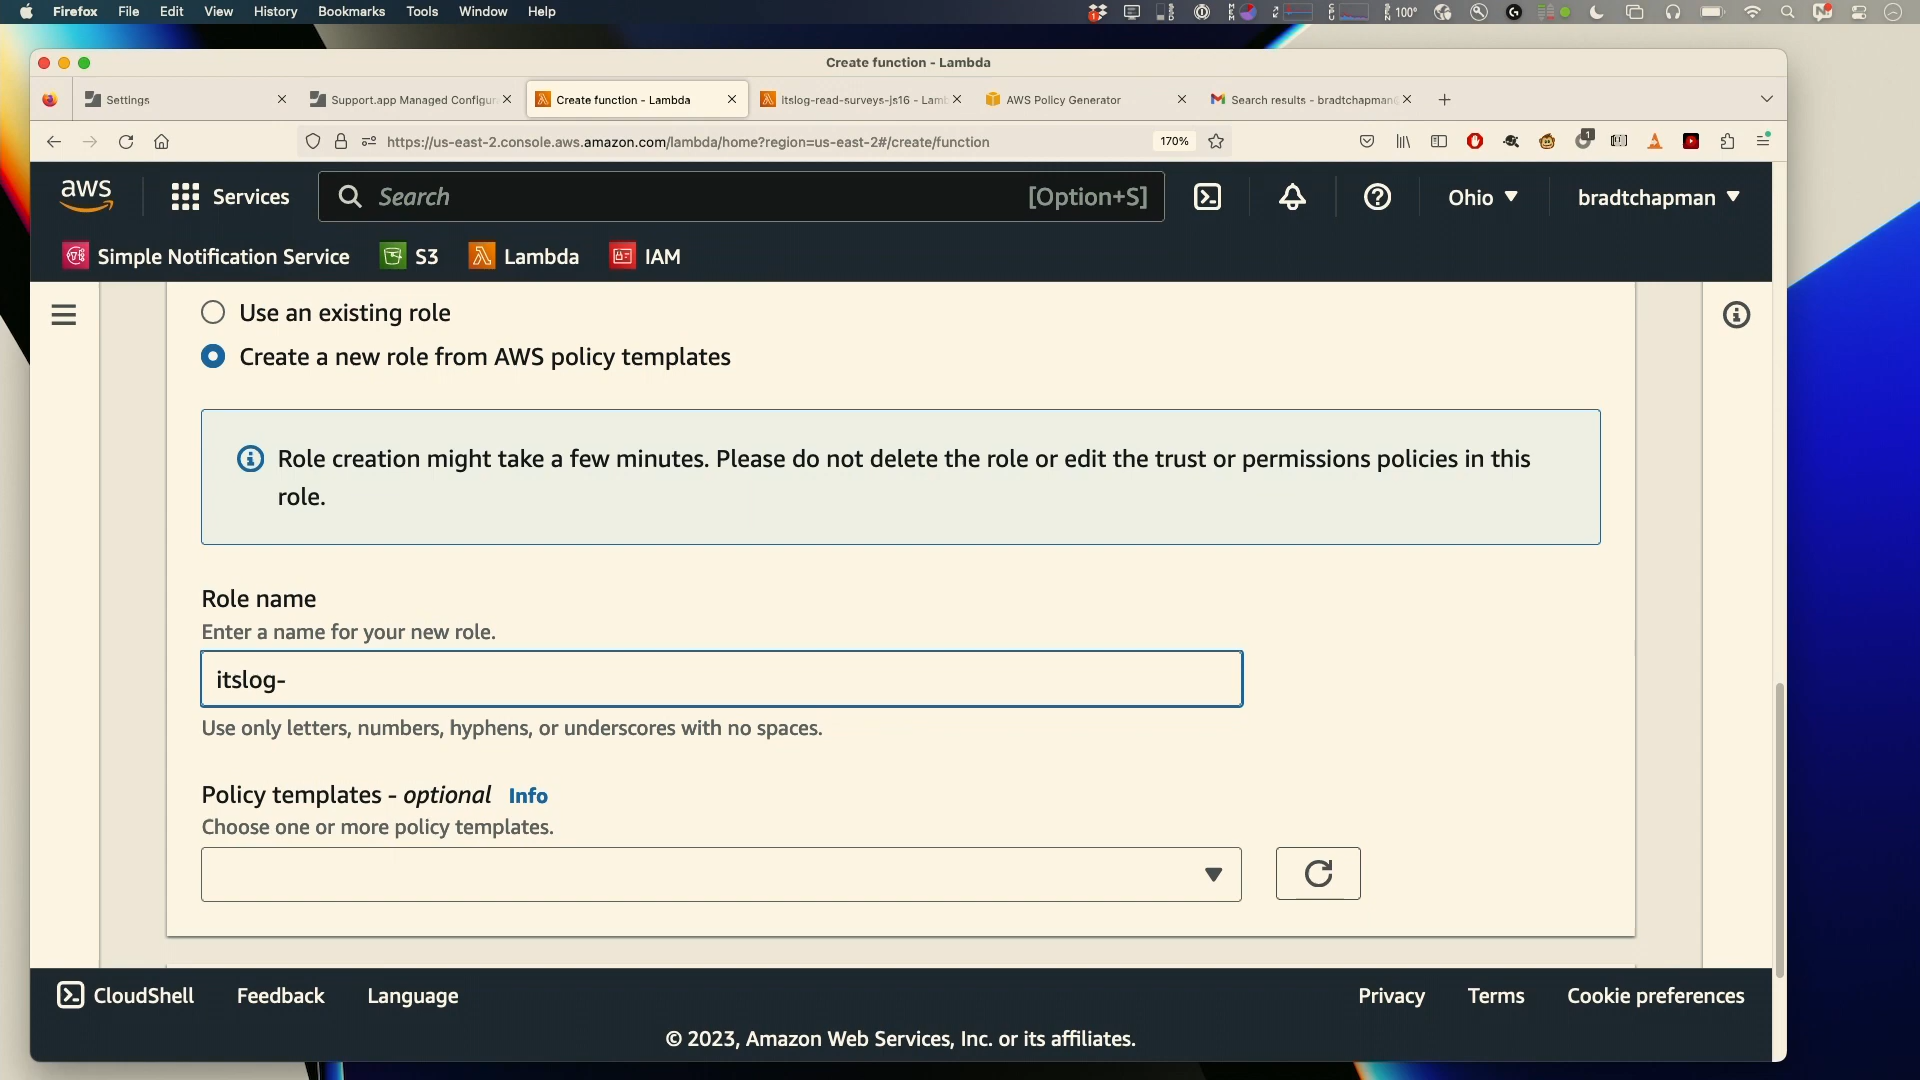 Firefox File Edit View History Bookmarks Tools Window Help
100°
Create function - Lambda
Settings
Support.app Managed Configur
Create function - Lambda
itslog-read-surveys-js16 - Lamb
AWS Policy Generator
Search results - bradtchapman
https://us-east-2.console.aws.amazon.com/lambda/home?region=us-east-2#/create/function
170%
1
aws
Services
Search
[Option+S]
Ohio
bradtchapman
Simple Notification Service
S3
Lambda
IAM
Use an existing role
Create a new role from AWS policy templates
Role creation might take a few minutes. Please do not delete the role or edit the trust or permissions policies in this
role.
Role name
Enter a name for your new role.
itslog-
Use only letters, numbers, hyphens, or underscores with no spaces.
Policy templates - optional Info
Choose one or more policy templates.
CloudShell
Feedback
Language
Privacy
Terms
Cookie preferences
© 2023, Amazon Web Services, Inc. or its affiliates.